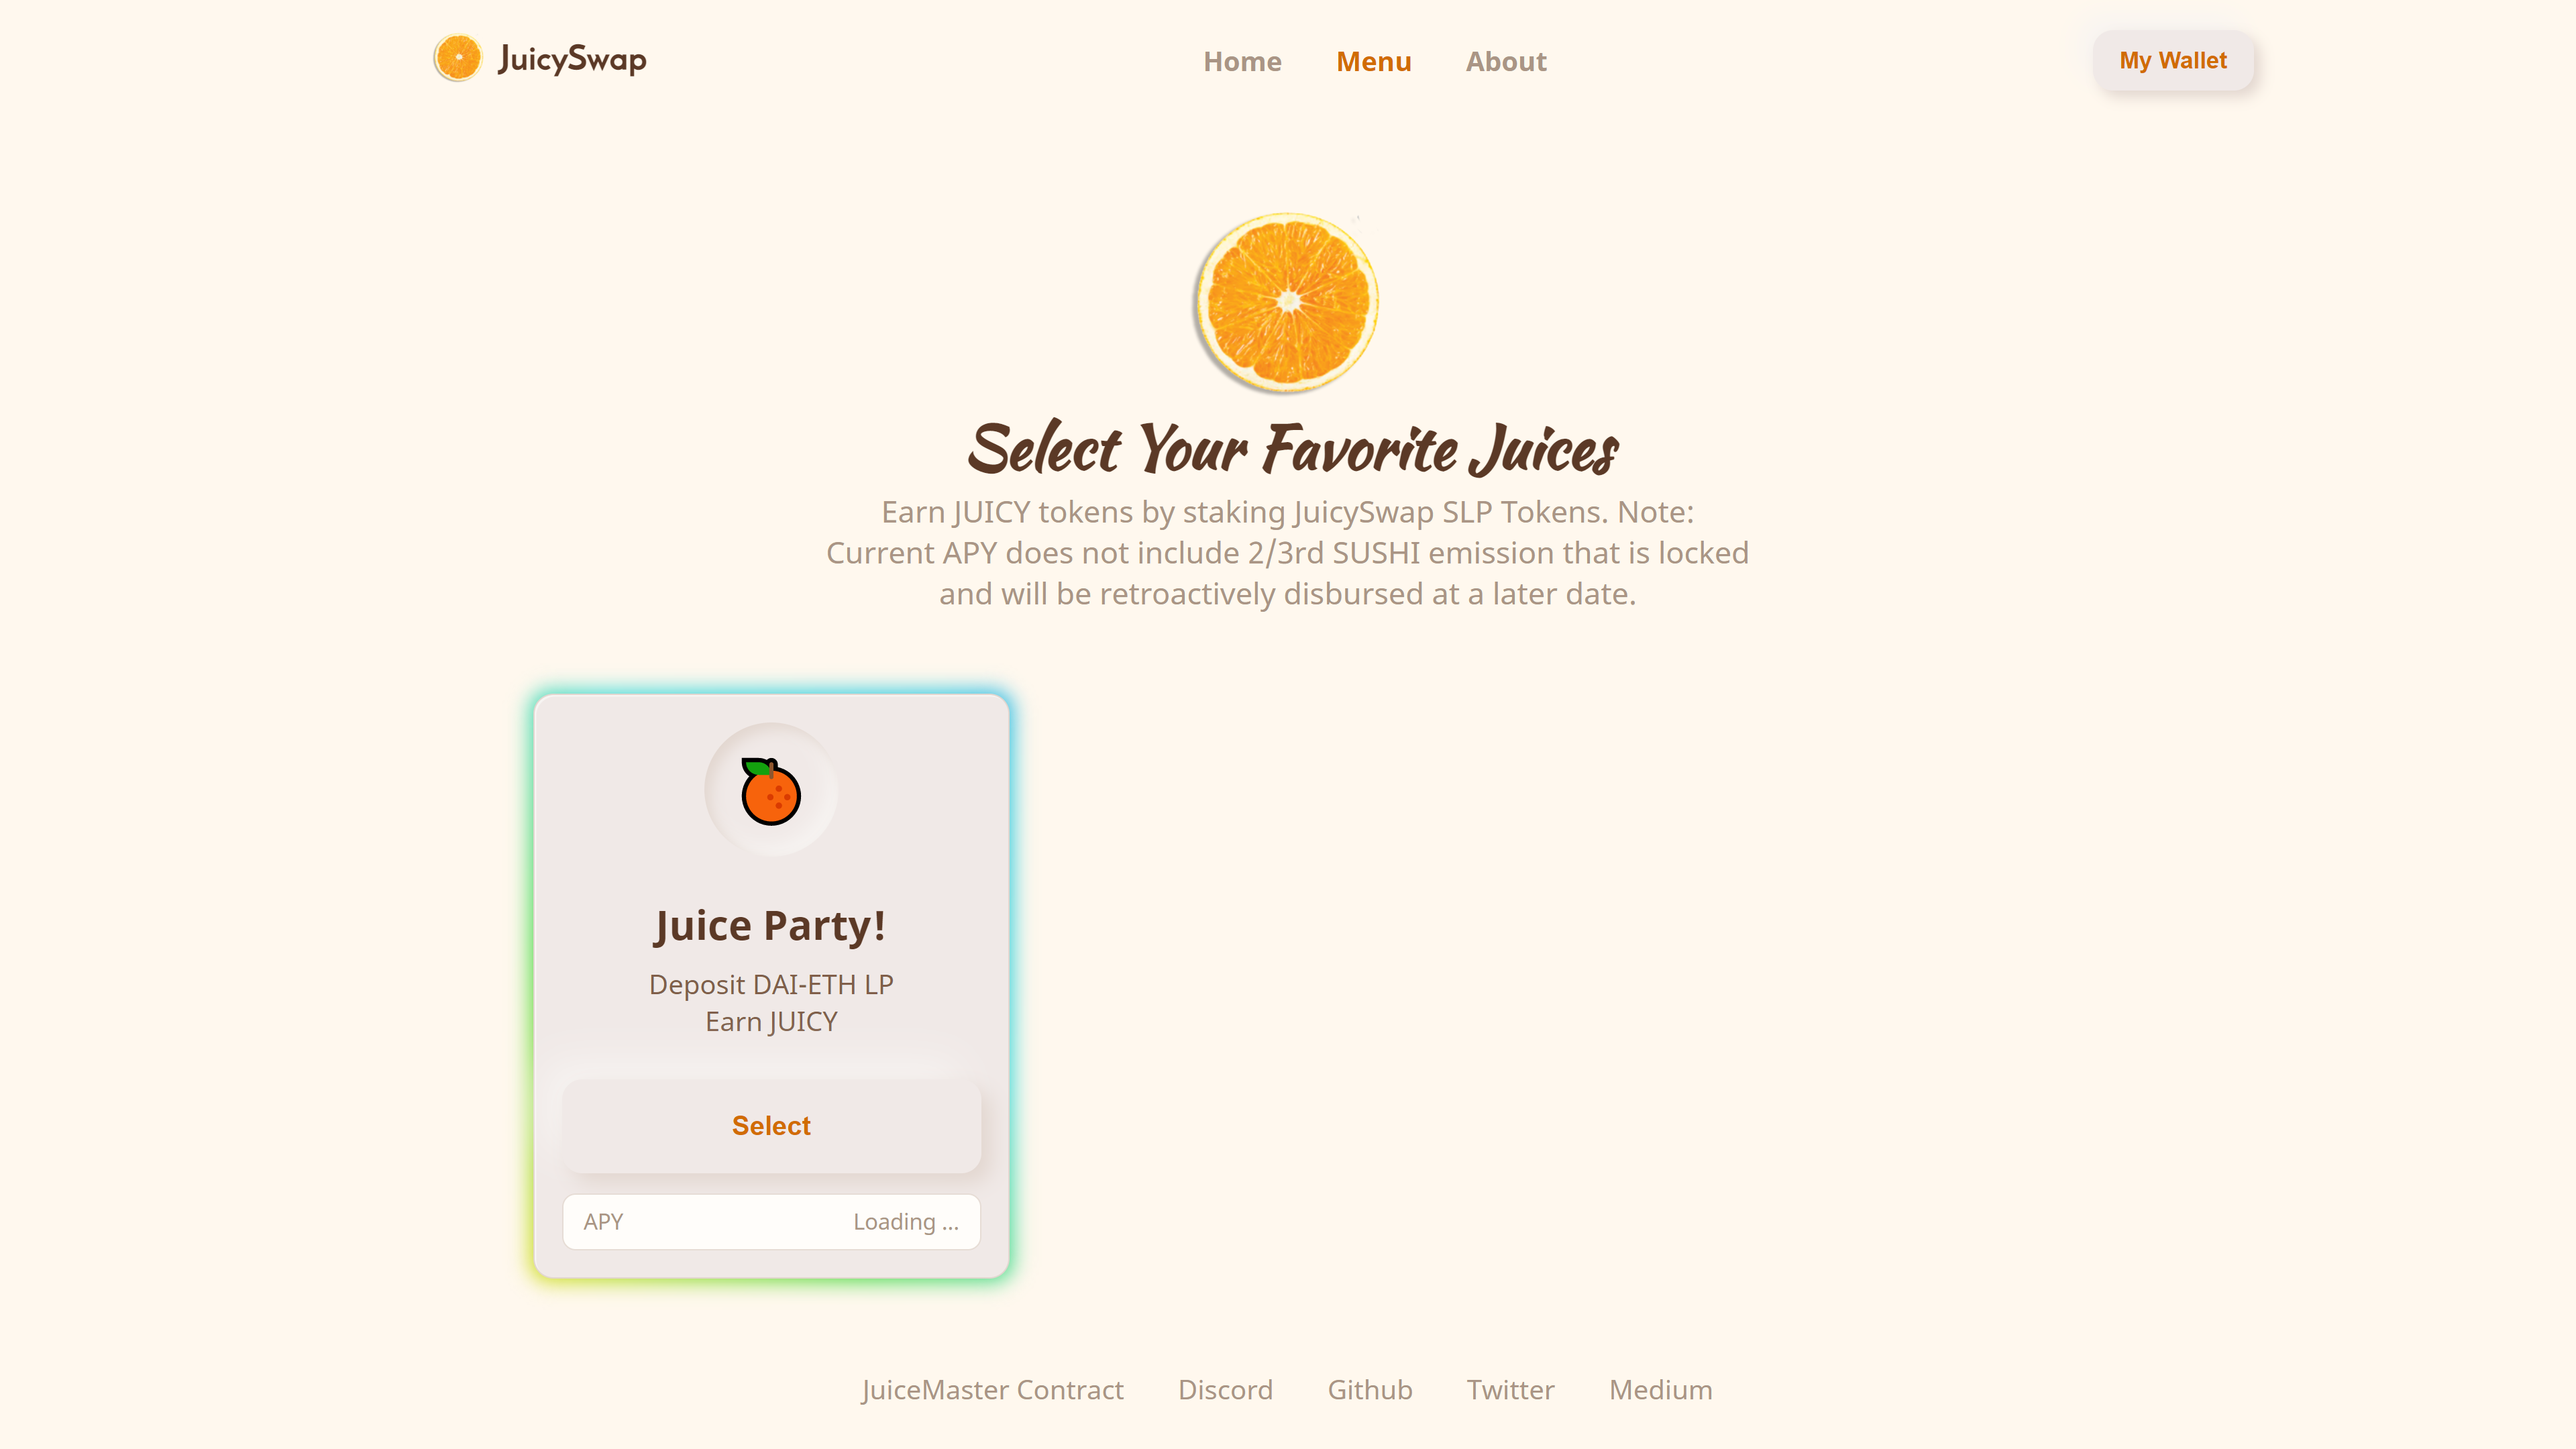 JuicySwap
Home
Menu
About
My Wallet
Select Your Favorite Juices
Earn JUICY tokens by staking JuicySwap SLP Tokens. Note:
Current APY does not include 2/3rd SUSHI emission that is locked
and will be retroactively disbursed at a later date.
Juice Party!
Deposit DAI-ETH LP
Earn JUICY
Select
APY
Loading ...
JuiceMaster Contract
Discord
Github
Twitter
Medium